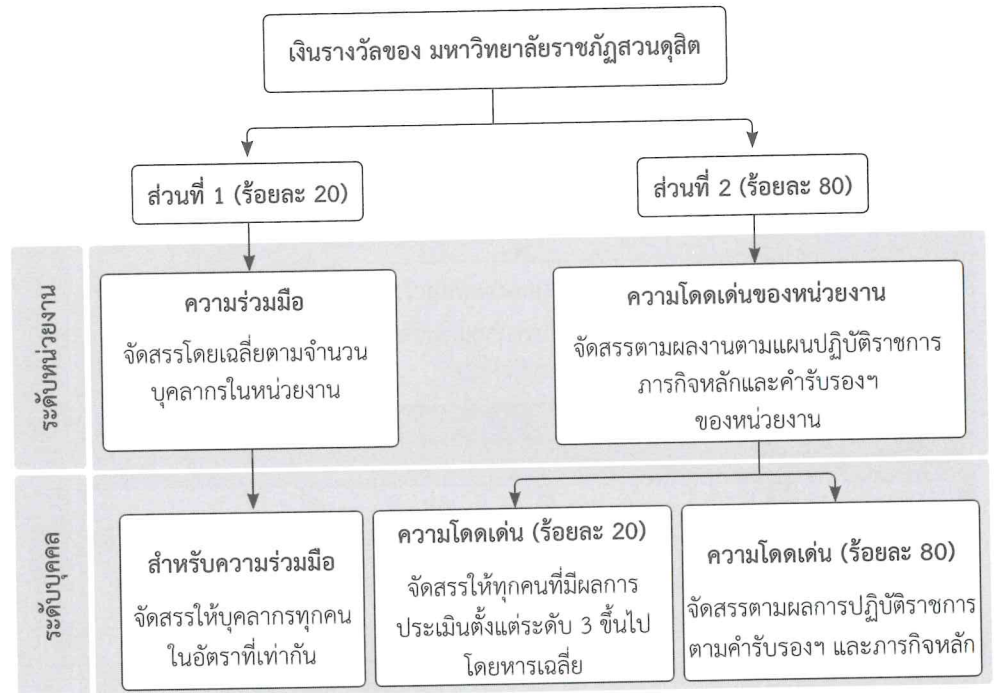 เงินรางวัลของ มหาวิทยาลัยราชภัฏสวนดุสิต
ส่วนที่ 1 (ร้อยละ 20)
ส่วนที่ 2 (ร้อยละ 80)
ระดับหน่วยงาน
ความร่วมมือ
จัดสรรโดยเฉลี่ยตามจำนวน
บุคลากรในหน่วยงาน
ความโดดเด่นของหน่วยงาน
จัดสรรตามผลงานตามแผนปฏิบัติราชการ
ภารกิจหลักและคำรับรองฯ
ของหน่วยงาน
ระดับบุคคล
สำหรับความร่วมมือ
จัดสรรให้บุคลากรทุกคน
ในอัตราที่เท่ากัน
ความโดดเด่น (ร้อยละ 20)
จัดสรรให้ทุกคนที่มีผลการ
ประเมินตั้งแต่ระดับ 3 ขึ้นไป
โดยหารเฉลี่ย
ความโดดเด่น (ร้อยละ 80)
จัดสรรตามผลการปฏิบัติราชการ
ตามคำรับรองฯ และภารกิจหลัก